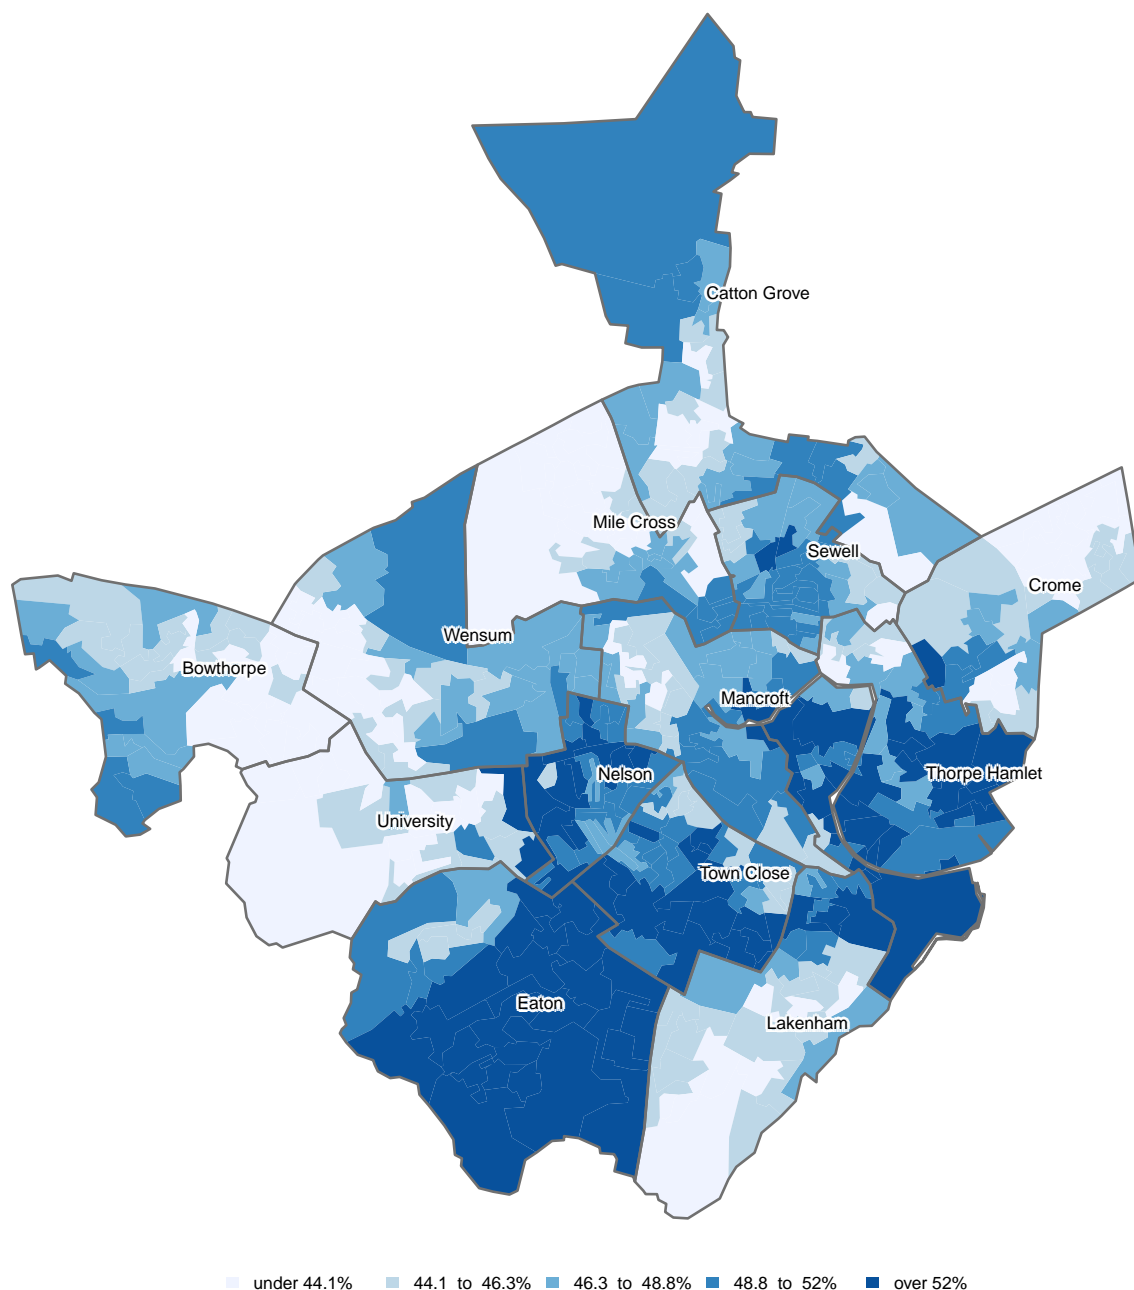 Catton Grove
Mile Cross
Sewell
Crome
Wensum
Bowthorpe
Mancroft
Nelson
Thorpe Hamlet
University
Town Close
Eaton
Lakenham
under 44.1% 44.1 to 46.3% 46.3 to 48.8% 48.8 to 52% over 52%